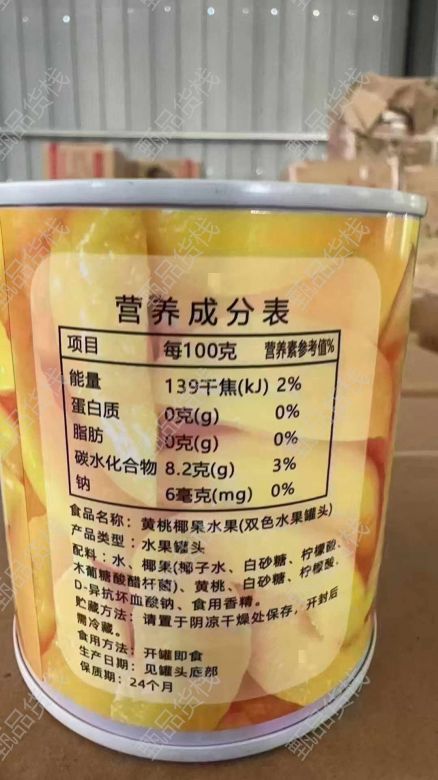 营养成分表
项目 每100克 营养素参考值%
能量 139千焦(kJ) 2%
蛋白质 0克(g) 0%
脂肪 0克(g) 0%
碳水化合物 8.2克(g) 3%
钠 6毫克(mg) 0%
食品名称：黄桃椰果水果(双色水果罐头)
产品类型：水果罐头
配料：水、椰果(椰子水、白砂糖、柠檬酸、
木葡糖酸醋杆菌)、黄桃、白砂糖、柠檬酸、
D-异抗坏血酸钠、食用香精。
贮藏方法：请置于阴凉干燥处保存，开封后
需冷藏。
食用方法：开罐即食
生产日期：见罐头底部
保质期：24个月
甄品货栈